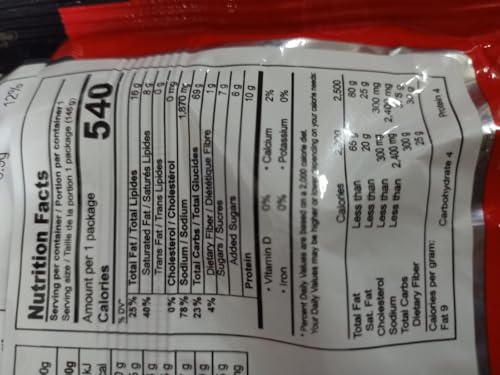 Nutrition Facts
Serving per container / Portion par container 1
Serving size / Taille de la portion 1 package (146 g)
Amount per 1 package
Calories 540
% DV*
25% Total Fat / Total Lipides 16 g
40% Saturated Fat / Saturés Lipides 8 g
Trans Fat / Trans Lipides 0 g
0% Cholesterol / Cholestérol 0 mg
78% Sodium / Sodium 1,870 mg
23% Total Carbs / Total Glucides 69 g
4% Dietary Fiber / Diététique Fibre g
Sugars / Sucres 7 g
Added Sugars 6 g
Protein 10 g
• Vitamin D 0% • Calcium 2%
• Iron 0% • Potassium 0%
* Percent Daily Values are based on a 2,000 calorie diet.
Your Daily Values may be higher or lower depending on your calorie needs:
Calories 2,500
Total Fat Less than 65 g 80 g
Sat. Fat Less than 20 g 25 g
Cholesterol Less than 300 mg 300 mg
Sodium Less than 2,400 mg 2,400 mg
Total Carbs 300 g
Dietary Fiber 25 g
Calories per gram:
Fat 9 Carbohydrate 4 Protein 4
12%